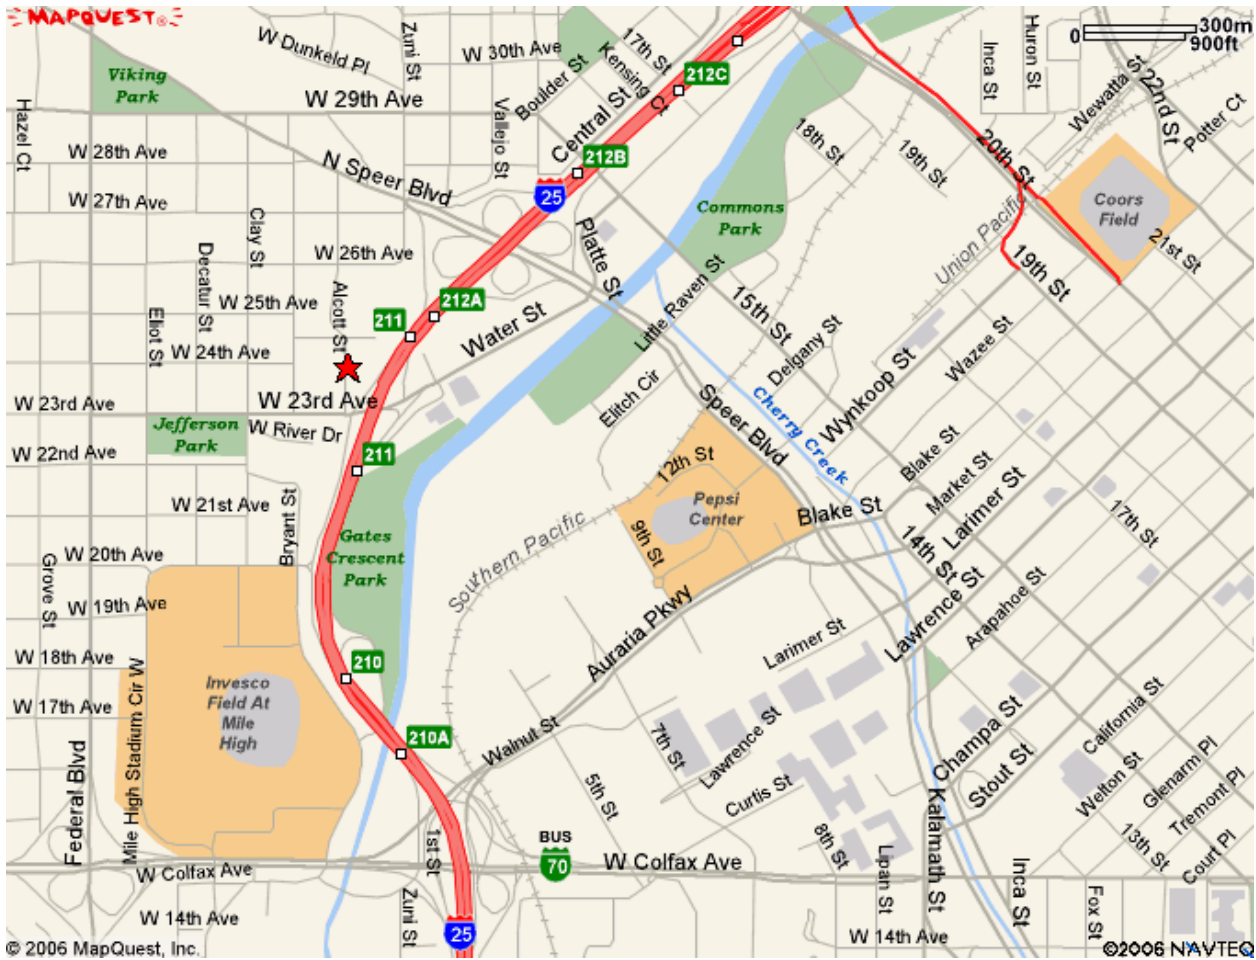 MAPQUEST®
300m
0
900ft
W Dunkeld Pl
Zuni St
W 30th Ave
17th St
Kensing Ct
Boulder St
212C
Inca St
Huron St
S 22nd St
Wewatta St
Potter Ct
Viking
Park
W 29th Ave
Hazel Ct
Vallejo St
Central St
18th St
19th St
20th St
W 28th Ave
N Speer Blvd
212B
25
W 27th Ave
Coors
Field
Commons
Park
Union Pacific
21st St
Clay St
Decatur St
W 26th Ave
Platte St
19th St
Little Raven St
15th St
Alcott St
W 25th Ave
212A
211
Water St
Eliot St
W 24th Ave
Delgany St
Wazee St
Wynkoop St
Elitch Cir
W 23rd Ave
W 23rd Ave
Cherry Creek
Speer Blvd
Jefferson
Park
W River Dr
W 22nd Ave
211
12th St
Blake St
Market St
Larimer St
W 21st Ave
Bryant St
Pepsi
Center
Blake St
17th St
9th St
14th St
Southern Pacific
Gates
Crescent
Park
W 20th Ave
Grove St
W 19th Ave
Auraria Pkwy
Lawrence St
Arapahoe St
Larimer St
W 18th Ave
210
Invesco
Field At
Mile
High
W 17th Ave
Mile High Stadium Cir W
Federal Blvd
210A
Walnut St
7th St
Lawrence St
California St
Champa St
Stout St
5th St
Curtis St
Welton St
Glenarm Pl
Tremont Pl
13th St
Court Pl
1st St
BUS
70
8th St
Kalamath St
W Colfax Ave
W Colfax Ave
Lipan St
Inca St
Fox St
W 14th Ave
Zuni St
25
W 14th Ave
© 2006 MapQuest, Inc.
©2006 NAVTEQ